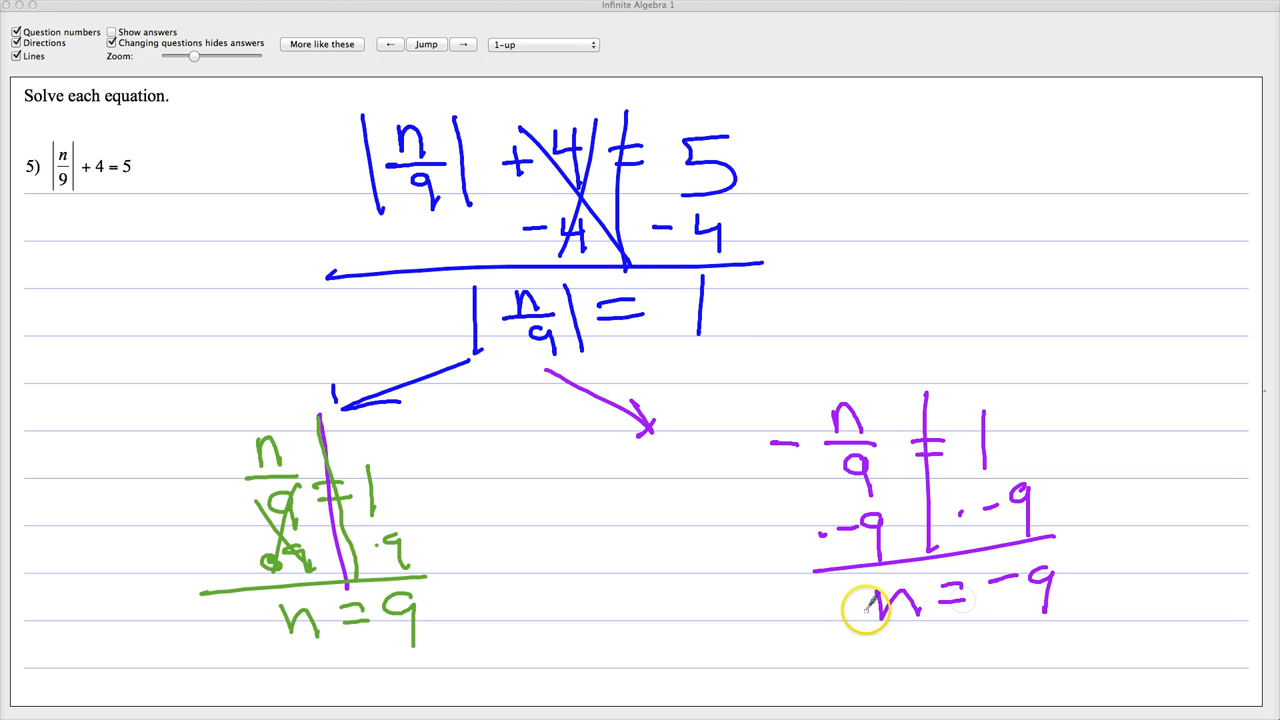 Infinite Algebra 1
Question numbers Show answers
Directions Changing questions hides answers More like these ← Jump → 1-up
Lines Zoom:
Solve each equation.
5) |n/9| + 4 = 5
|n/9| + 4 = 5
- 4 - 4
|n/9| = 1
n/9 = 1
· 9 · 9
n = 9
- n/9 = 1
· -9 · -9
n = -9